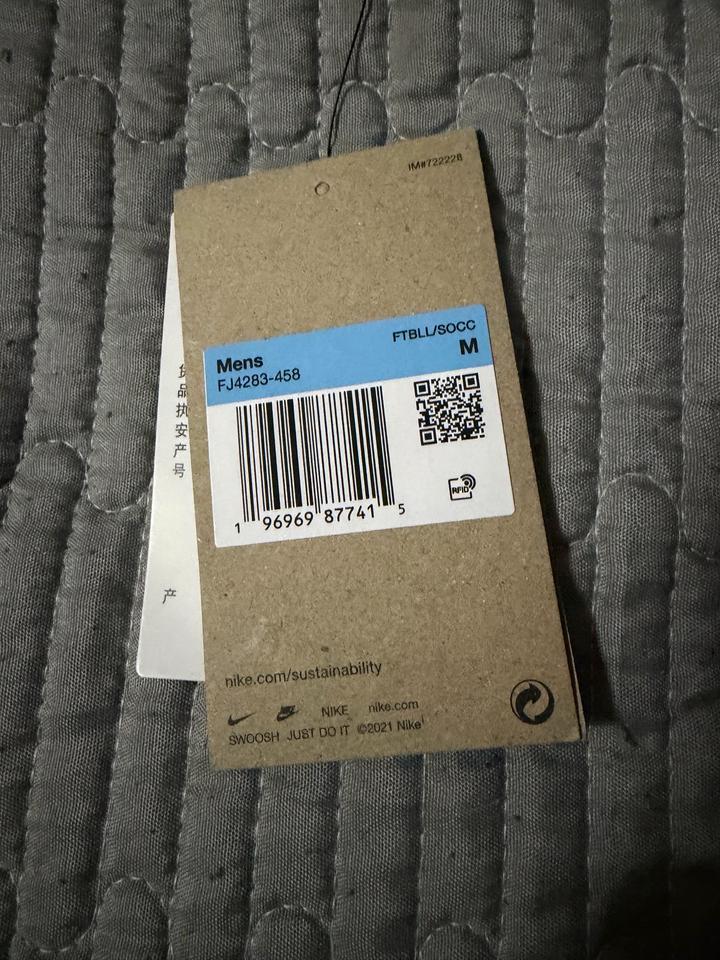 IM#722228
FTBLL/SOCC
Mens
M
FJ4283-458
RFID
1 96969 87741 5
品
执
安
产
号
产
nike.com/sustainability
NIKE nike.com
SWOOSH JUST DO IT ©2021 Nike